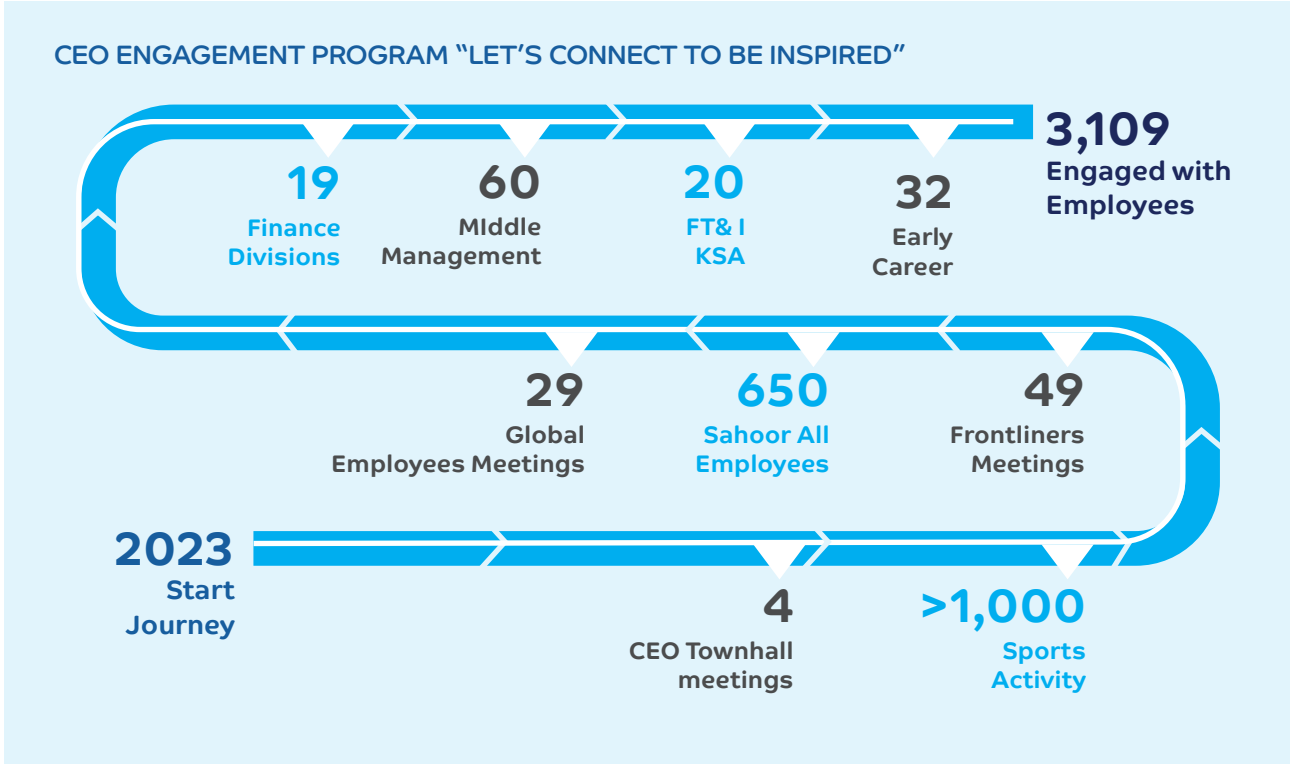 CEO ENGAGEMENT PROGRAM “LET’S CONNECT TO BE INSPIRED”
3,109
Engaged with
Employees
19
Finance
Divisions
60
MIddle
Management
20
FT& I
KSA
32
Early
Career
29
Global
Employees Meetings
650
Sahoor All
Employees
49
Frontliners
Meetings
2023
Start
Journey
4
CEO Townhall
meetings
>1,000
Sports
Activity